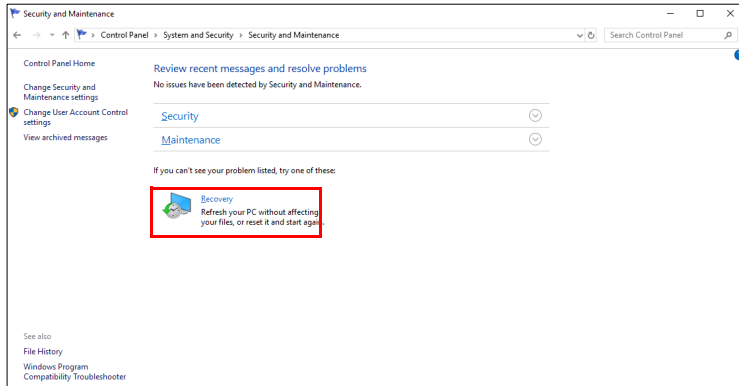 Security and Maintenance
Control Panel > System and Security > Security and Maintenance
Search Control Panel
Control Panel Home
Change Security and
Maintenance settings
Change User Account Control
settings
View archived messages
Review recent messages and resolve problems
No issues have been detected by Security and Maintenance.
Security
Maintenance
If you can't see your problem listed, try one of these:
Recovery
Refresh your PC without affecting
your files, or reset it and start again.
See also
File History
Windows Program
Compatibility Troubleshooter